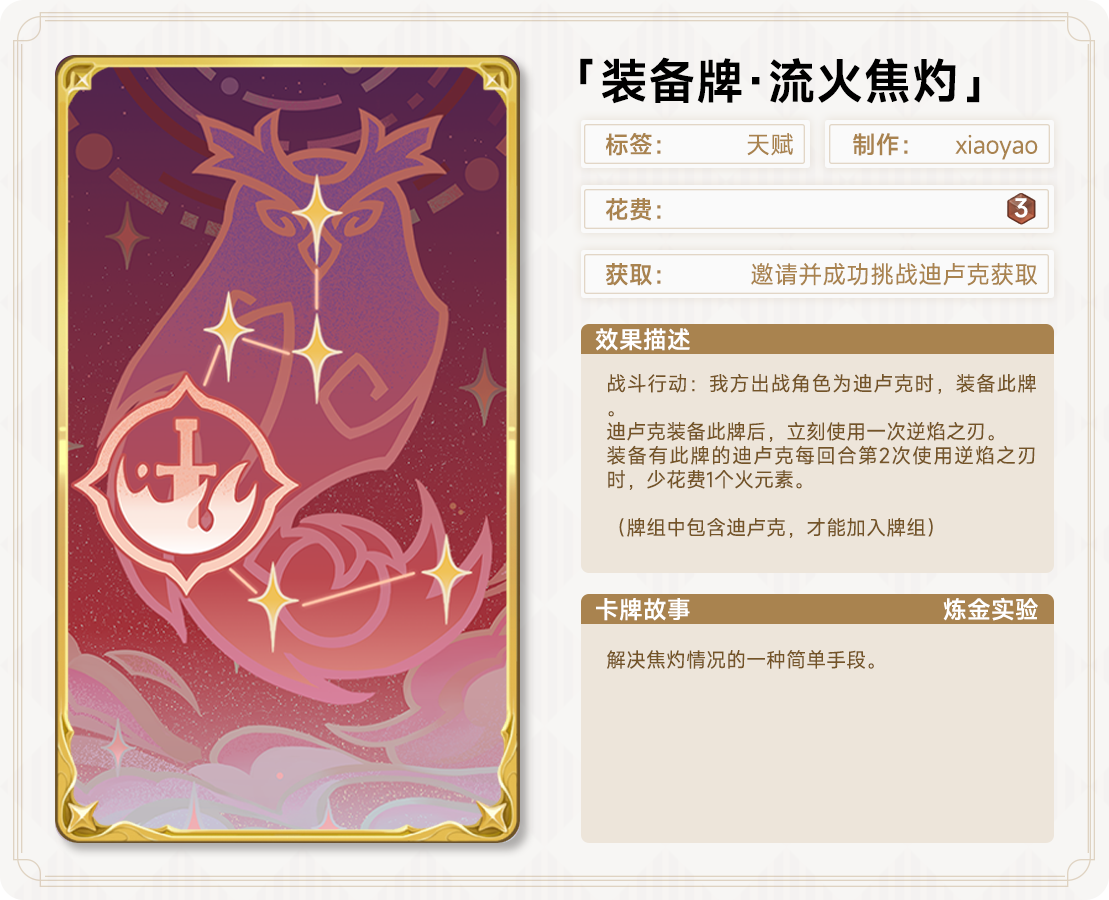 「装备牌·流火焦灼」
标签： 天赋 制作： xiaoyao
花费： 3
获取： 邀请并成功挑战迪卢克获取
效果描述
战斗行动：我方出战角色为迪卢克时，装备此牌
。
迪卢克装备此牌后，立刻使用一次逆焰之刃。
装备有此牌的迪卢克每回合第2次使用逆焰之刃
时，少花费1个火元素。
（牌组中包含迪卢克，才能加入牌组）
卡牌故事 炼金实验
解决焦灼情况的一种简单手段。